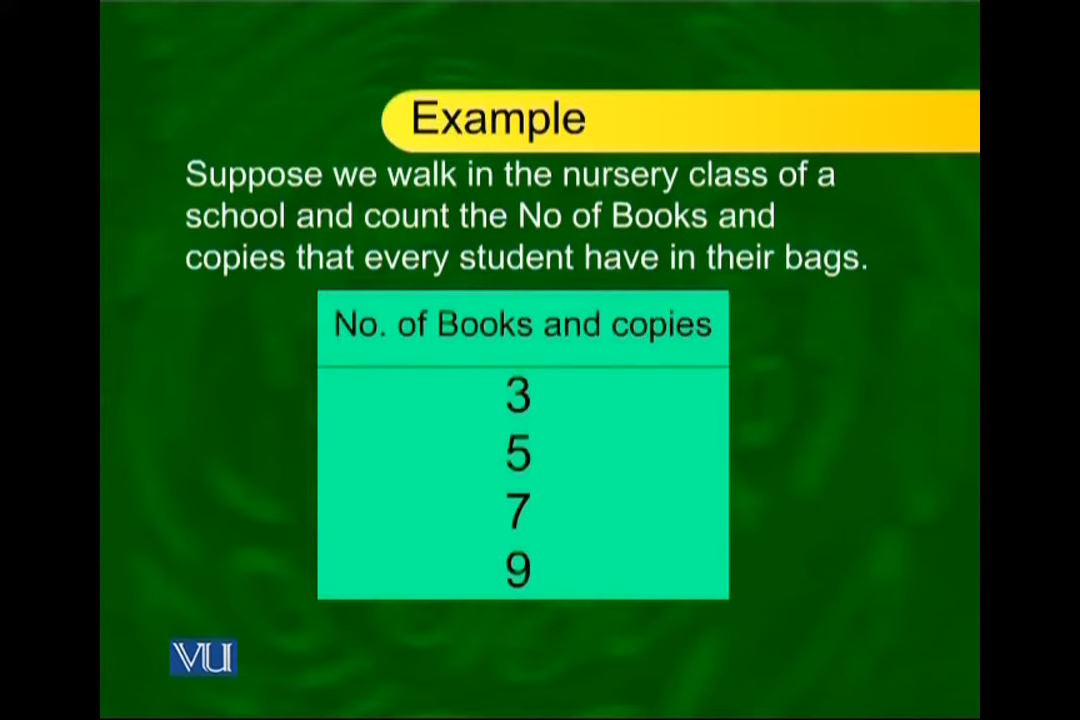 Example
Suppose we walk in the nursery class of a
school and count the No of Books and
copies that every student have in their bags.
No. of Books and copies
3
5
7
9
VU